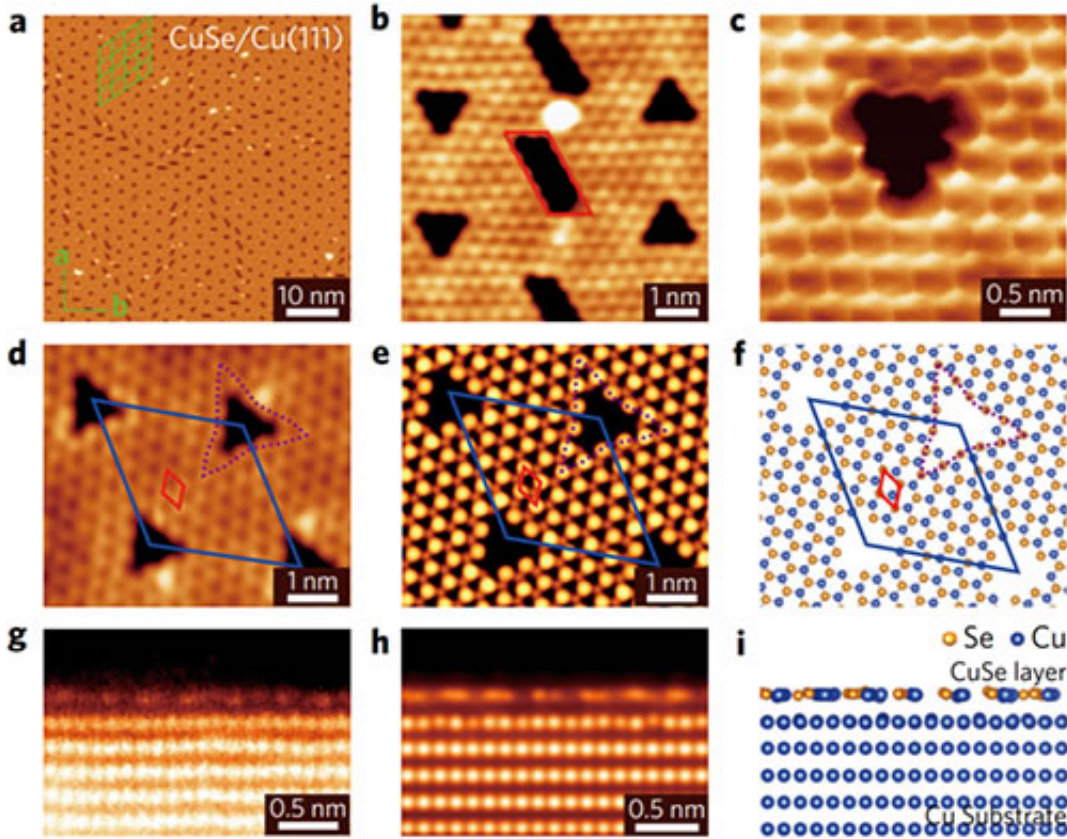 a
CuSe/Cu(111)
a
b
10 nm
b
1 nm
c
0.5 nm
d
1 nm
e
1 nm
f
g
0.5 nm
h
0.5 nm
i
Se Cu
CuSe layer
Cu Substrate